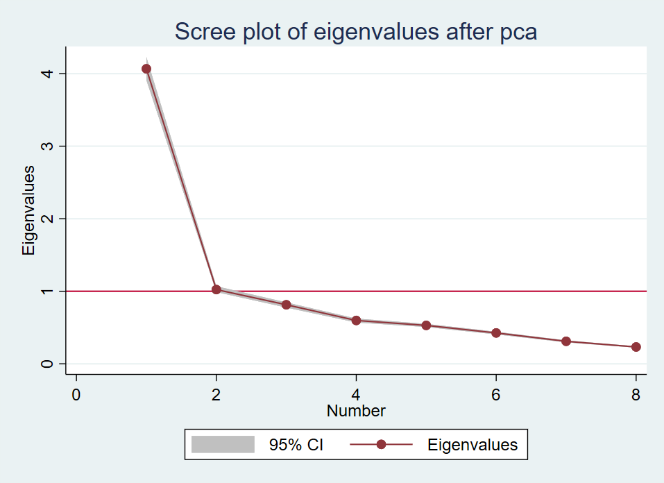 Scree plot of eigenvalues after pca
Eigenvalues
4
3
2
1
0
0 2 4 6 8
Number
95% CI Eigenvalues